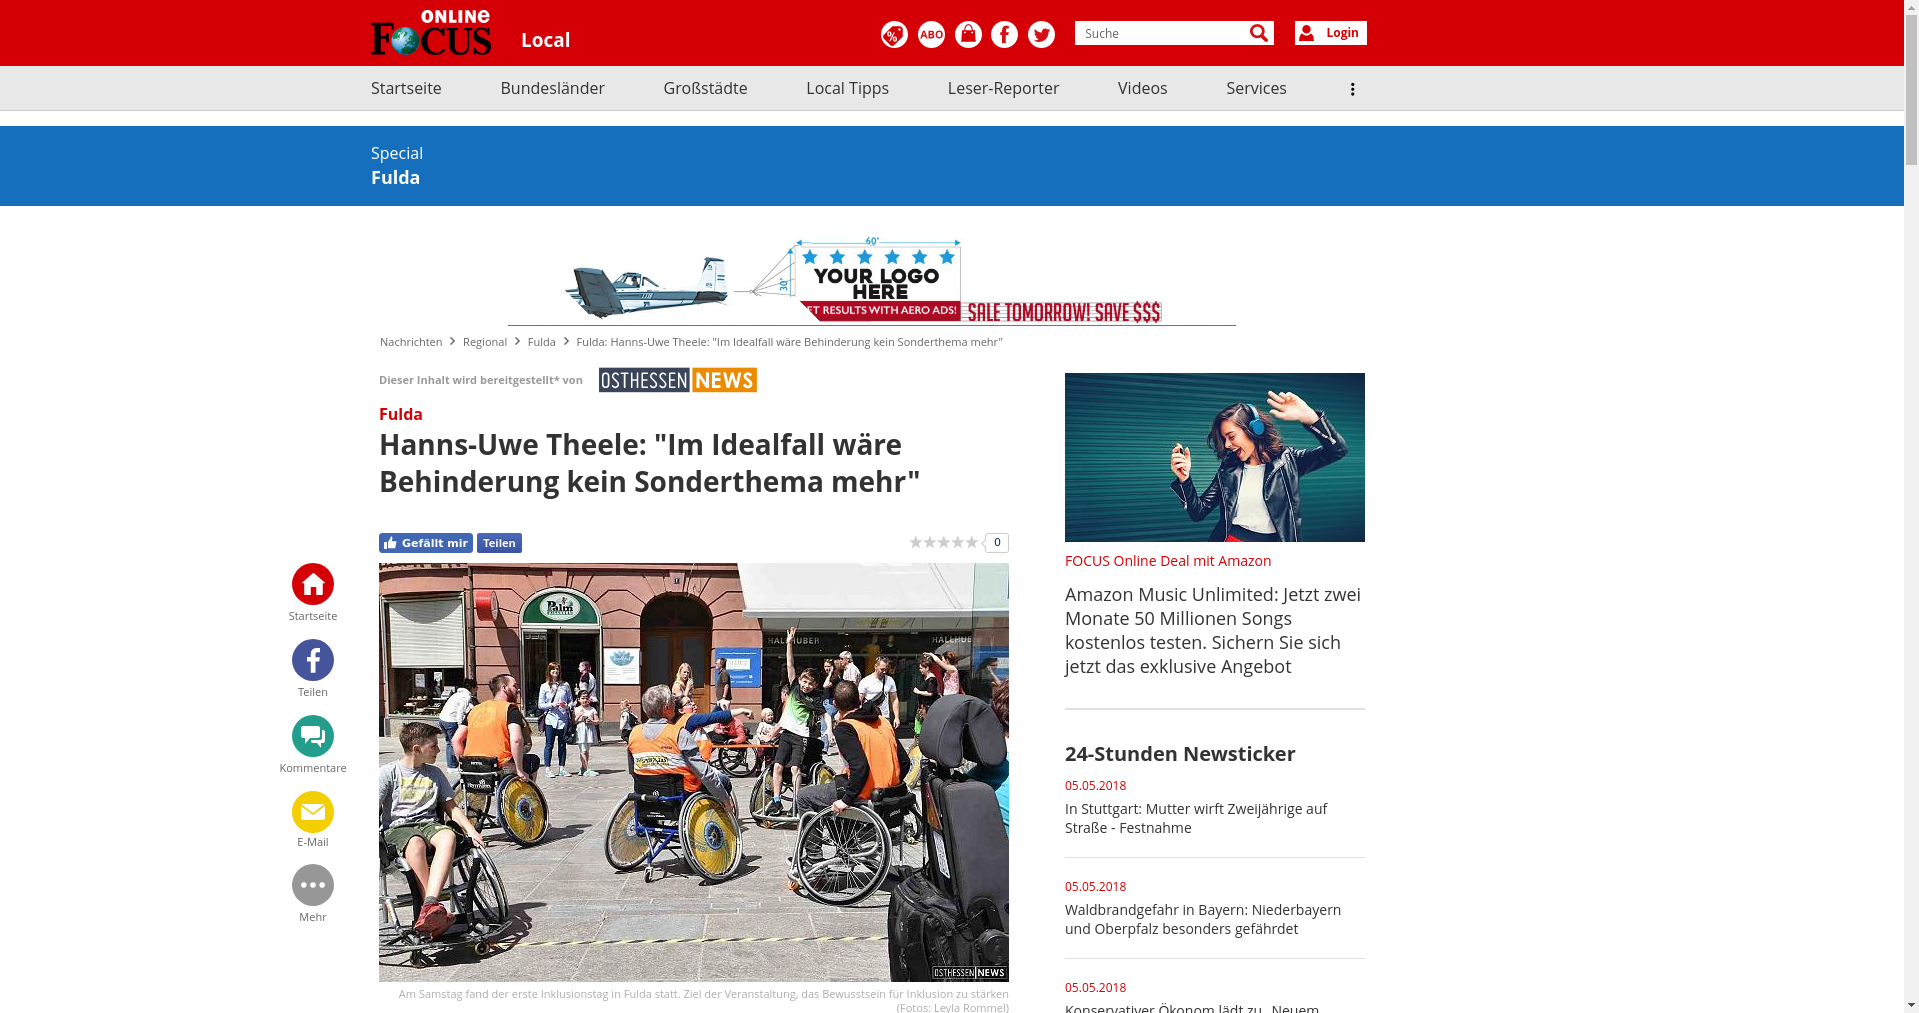 ONLINE
FOCUS
Local
ABO
Suche
Login
Startseite
Bundesländer
Großstädte
Local Tipps
Leser-Reporter
Videos
Services
Special
Fulda
60'
30'
YOUR LOGO
HERE
GET RESULTS WITH AERO ADS!
SALE TOMORROW! SAVE $$$
Nachrichten > Regional > Fulda > Fulda: Hanns-Uwe Theele: "Im Idealfall wäre Behinderung kein Sonderthema mehr"
Dieser Inhalt wird bereitgestellt* von
OSTHESSEN NEWS
Fulda
Hanns-Uwe Theele: "Im Idealfall wäre
Behinderung kein Sonderthema mehr"
Gefällt mir
Teilen
0
Startseite
Teilen
Kommentare
E-Mail
Mehr
Palm
HALLHUBER
HALLHUBE
OSTHESSEN NEWS
Am Samstag fand der erste Inklusionstag in Fulda statt. Ziel der Veranstaltung, das Bewusstsein für Inklusion zu stärken
(Fotos: Leyla Rommel)
FOCUS Online Deal mit Amazon
Amazon Music Unlimited: Jetzt zwei
Monate 50 Millionen Songs
kostenlos testen. Sichern Sie sich
jetzt das exklusive Angebot
24-Stunden Newsticker
05.05.2018
In Stuttgart: Mutter wirft Zweijährige auf
Straße - Festnahme
05.05.2018
Waldbrandgefahr in Bayern: Niederbayern
und Oberpfalz besonders gefährdet
05.05.2018
Konservativer Ökonom lädt zu „Neuem